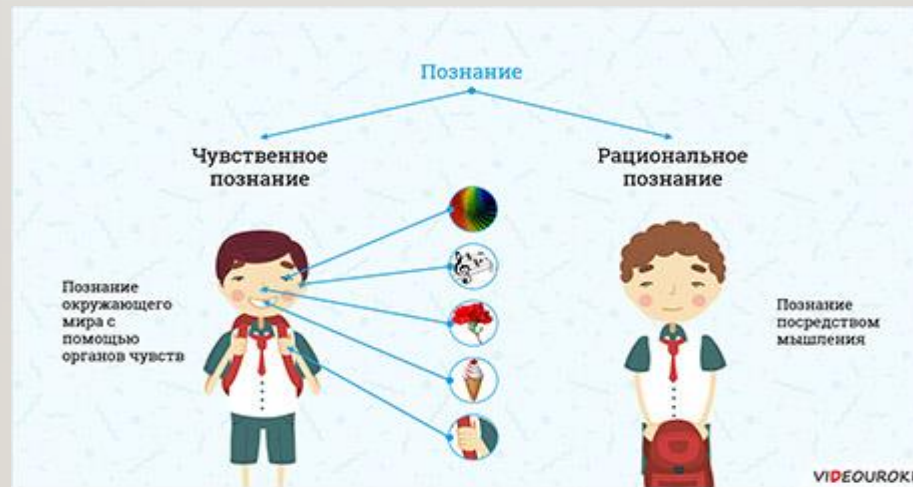 Познание
Чувственное
познание
Рациональное
познание
Познание
окружающего
мира с
помощью
органов чувств
Познание
посредством
мышления
VIDEOUROKI